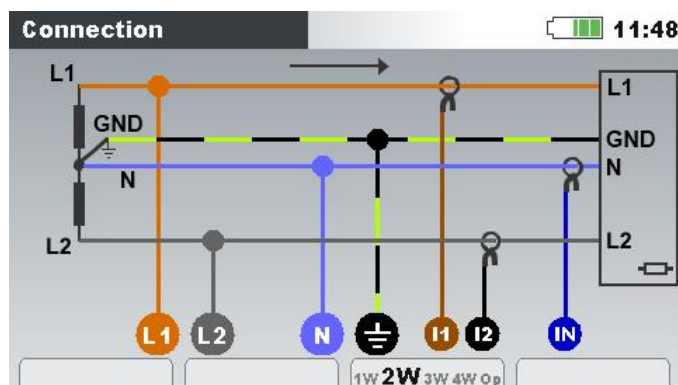 Connection 11:48
L1 L1
GND GND
N N
L2 L2
L1 L2 N I1 I2 IN
1W 2W 3W 4W Op